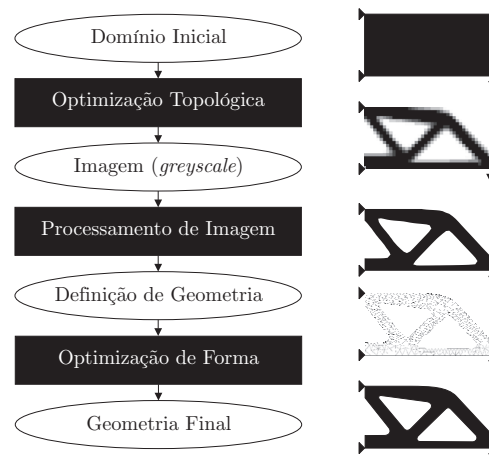 Domínio Inicial
Optimização Topológica
Imagem (greyscale)
Processamento de Imagem
Definição de Geometria
Optimização de Forma
Geometria Final